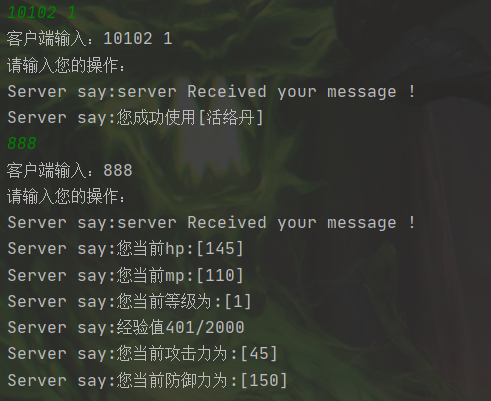 10102 1
客户端输入：10102 1
请输入您的操作：
Server say:server Received your message !
Server say:您成功使用[活络丹]
888
客户端输入：888
请输入您的操作：
Server say:server Received your message !
Server say:您当前hp:[145]
Server say:您当前mp:[110]
Server say:您当前等级为:[1]
Server say:经验值401/2000
Server say:您当前攻击力为:[45]
Server say:您当前防御力为:[150]